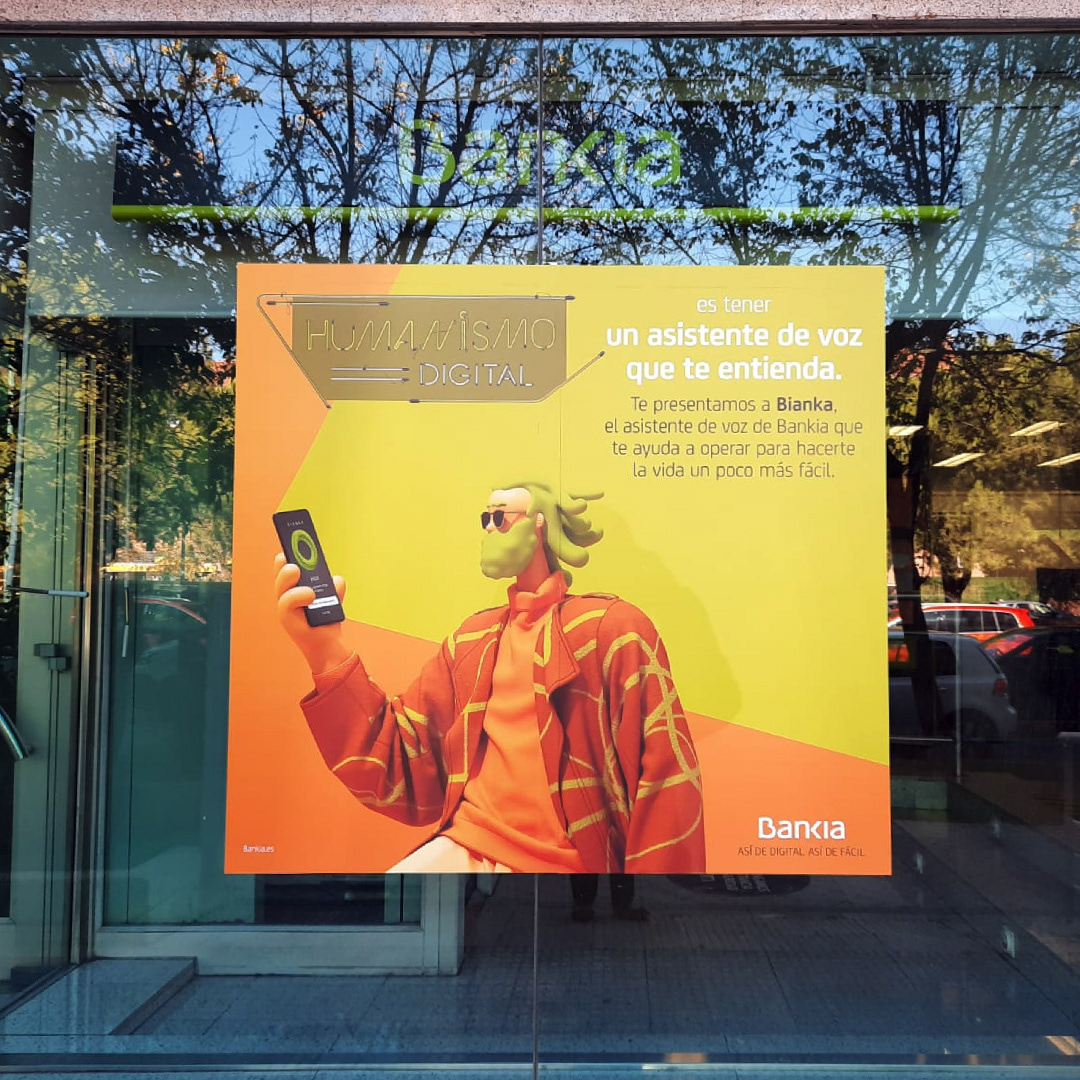 Bankia
HUMANISMO
DIGITAL
es tener
un asistente de voz
que te entienda.
Te presentamos a Bianka,
el asistente de voz de Bankia que
te ayuda a operar para hacerte
la vida un poco más fácil.
Bankia
ASÍ DE DIGITAL. ASÍ DE FÁCIL.
Bankia.es